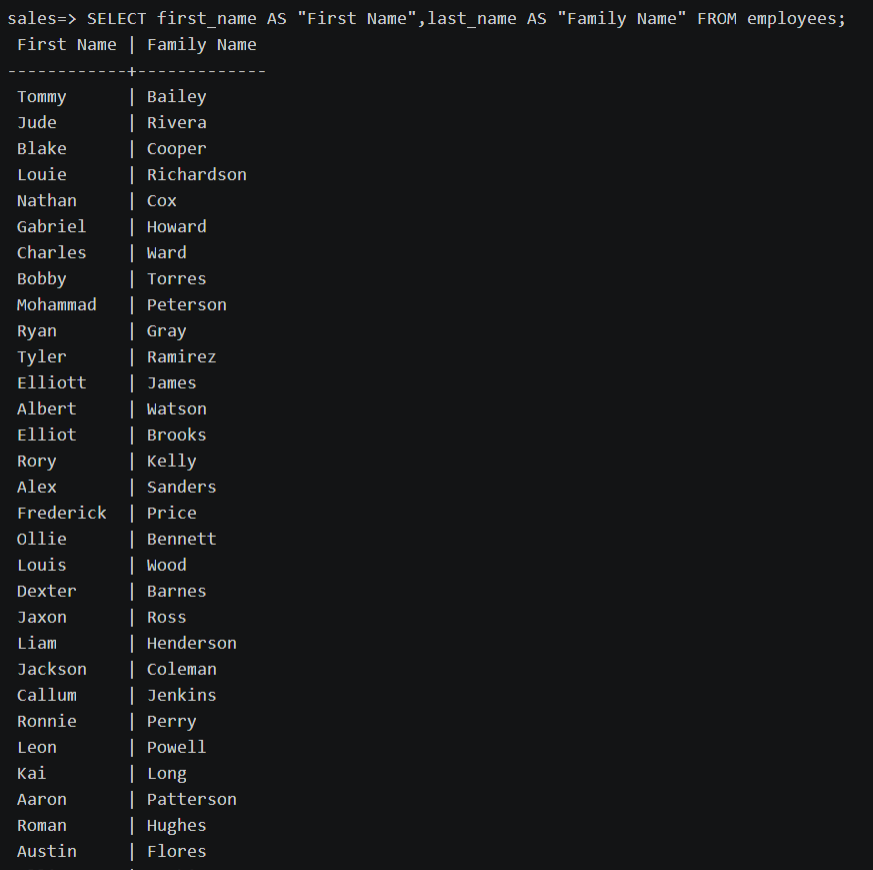 sales=> SELECT first_name AS "First Name",last_name AS "Family Name" FROM employees;
 First Name | Family Name
------------+-------------
 Tommy      | Bailey
 Jude       | Rivera
 Blake      | Cooper
 Louie      | Richardson
 Nathan     | Cox
 Gabriel    | Howard
 Charles    | Ward
 Bobby      | Torres
 Mohammad   | Peterson
 Ryan       | Gray
 Tyler      | Ramirez
 Elliott    | James
 Albert     | Watson
 Elliot     | Brooks
 Rory       | Kelly
 Alex       | Sanders
 Frederick  | Price
 Ollie      | Bennett
 Louis      | Wood
 Dexter     | Barnes
 Jaxon      | Ross
 Liam       | Henderson
 Jackson    | Coleman
 Callum     | Jenkins
 Ronnie     | Perry
 Leon       | Powell
 Kai        | Long
 Aaron      | Patterson
 Roman      | Hughes
 Austin     | Flores